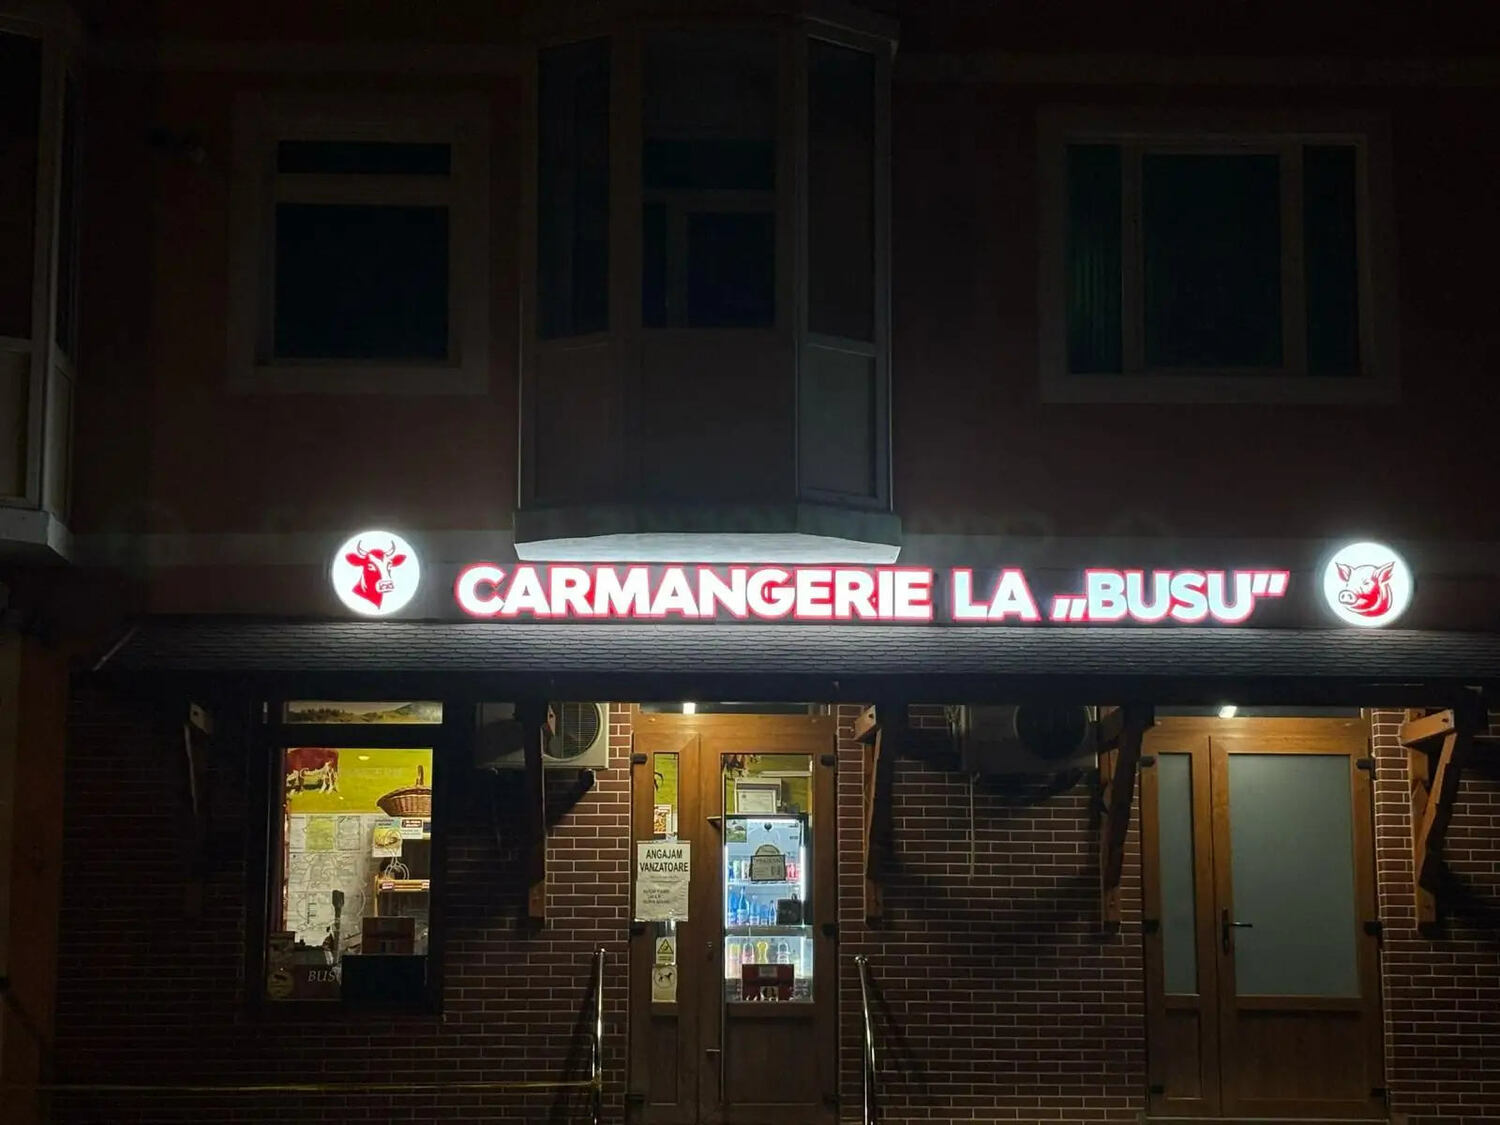 CARMANGERIE LA „BUSU"
ANGAJAM
VANZATOARE